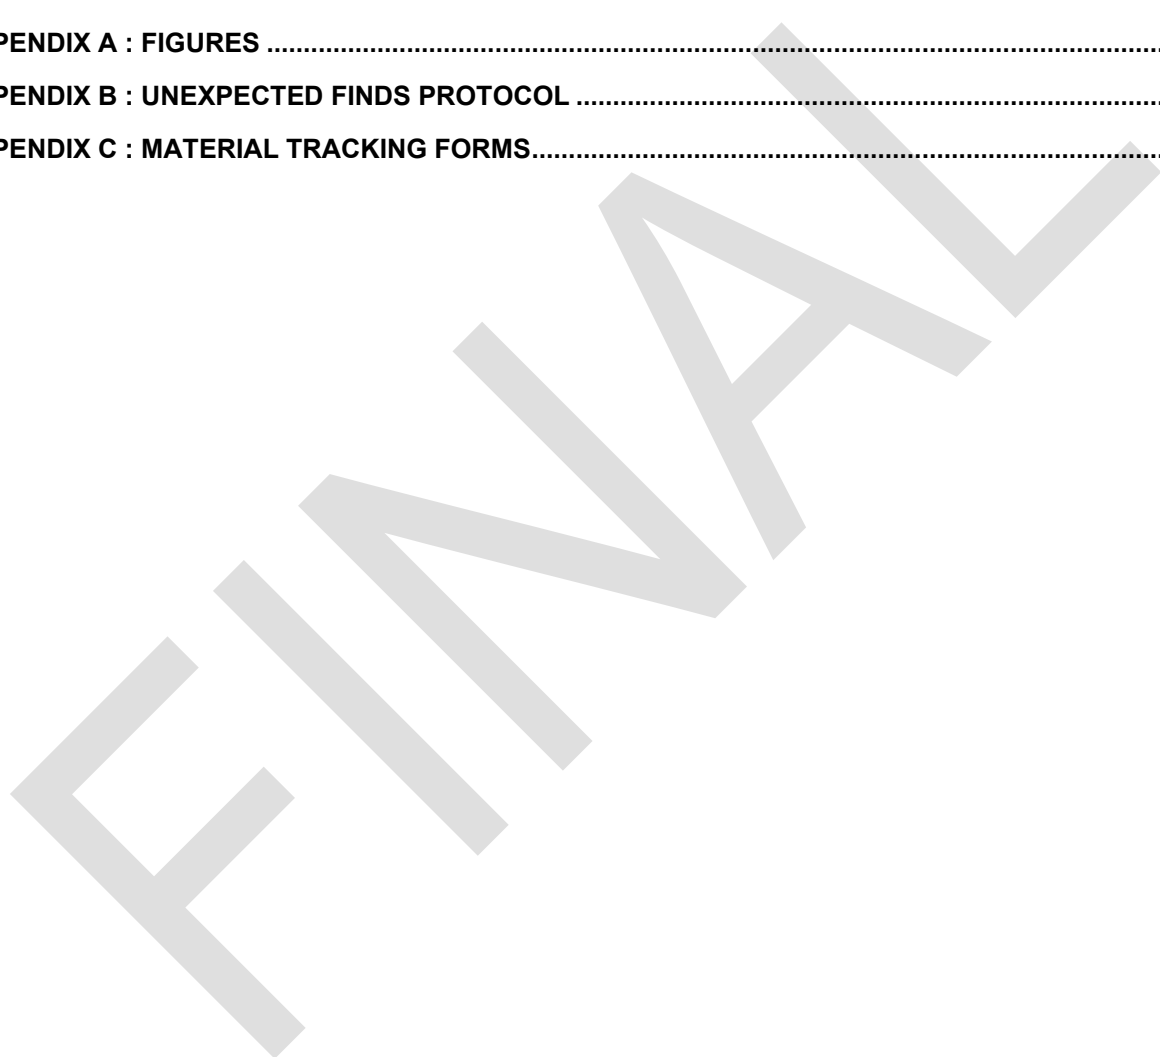 PENDIX A : FIGURES ..........................................................................................................................
PENDIX B : UNEXPECTED FINDS PROTOCOL ................................................................................
PENDIX C : MATERIAL TRACKING FORMS......................................................................................
FINAL